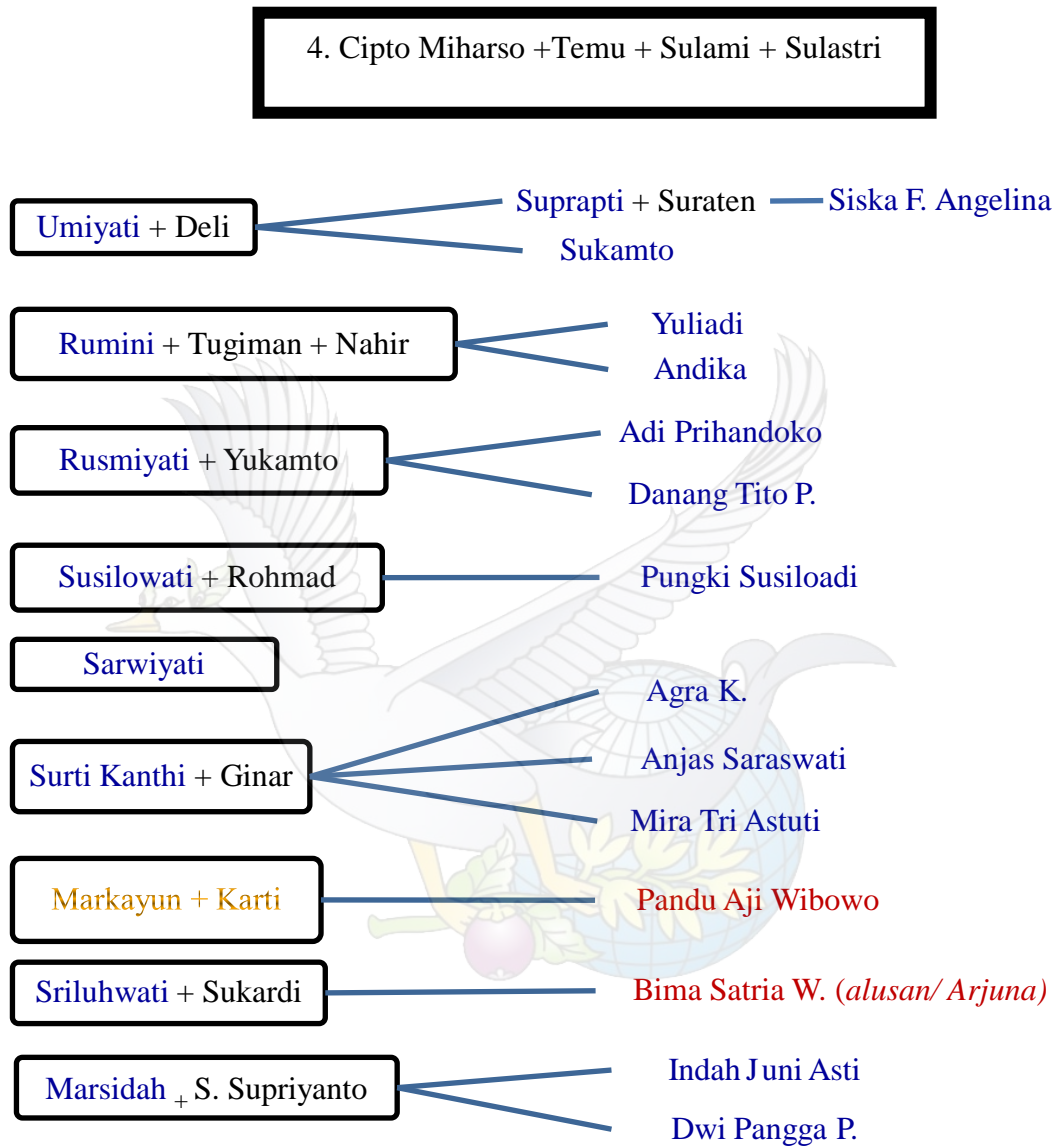 4. Cipto Miharso +Temu + Sulami + Sulastri
Umiyati + Deli
Suprapti + Suraten
Siska F. Angelina
Sukamto
Rumini + Tugiman + Nahir
Yuliadi
Andika
Rusmiyati + Yukamto
Adi Prihandoko
Danang Tito P.
Susilowati + Rohmad
Pungki Susiloadi
Sarwiyati
Surti Kanthi + Ginar
Agra K.
Anjas Saraswati
Mira Tri Astuti
Markayun + Karti
Pandu Aji Wibowo
Sriluhwati + Sukardi
Bima Satria W. (alusan/ Arjuna)
Marsidah + S. Supriyanto
Indah Juni Asti
Dwi Pangga P.